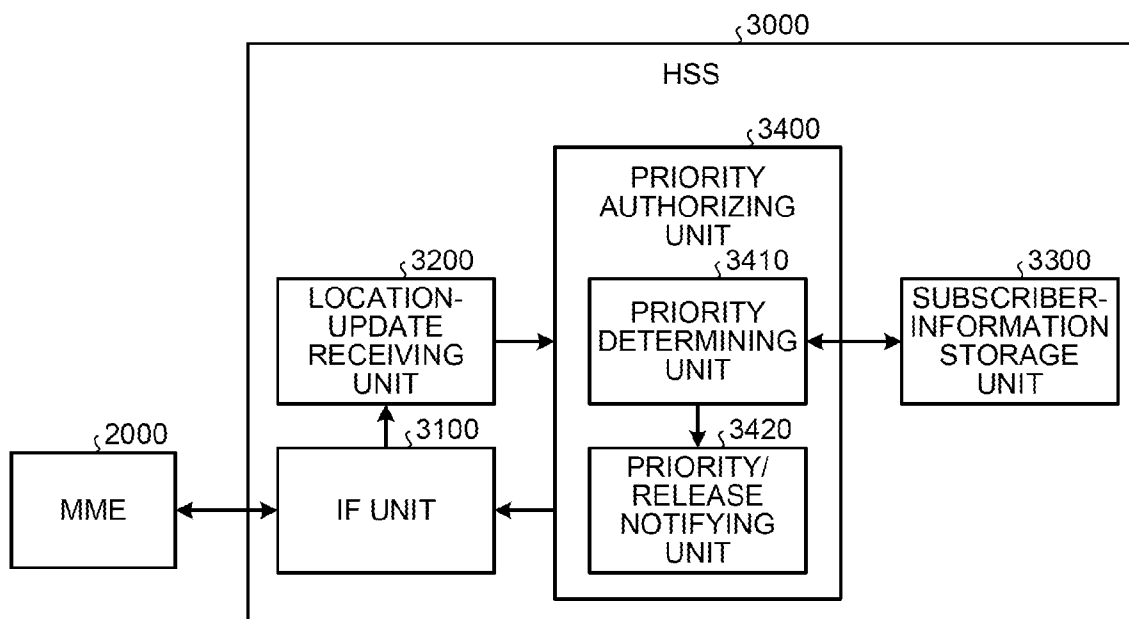 3000
HSS
3400
PRIORITY
AUTHORIZING
UNIT
3200
LOCATION-
UPDATE
RECEIVING
UNIT
3410
PRIORITY
DETERMINING
UNIT
3300
SUBSCRIBER-
INFORMATION
STORAGE
UNIT
2000
MME
3100
IF UNIT
3420
PRIORITY/
RELEASE
NOTIFYING
UNIT